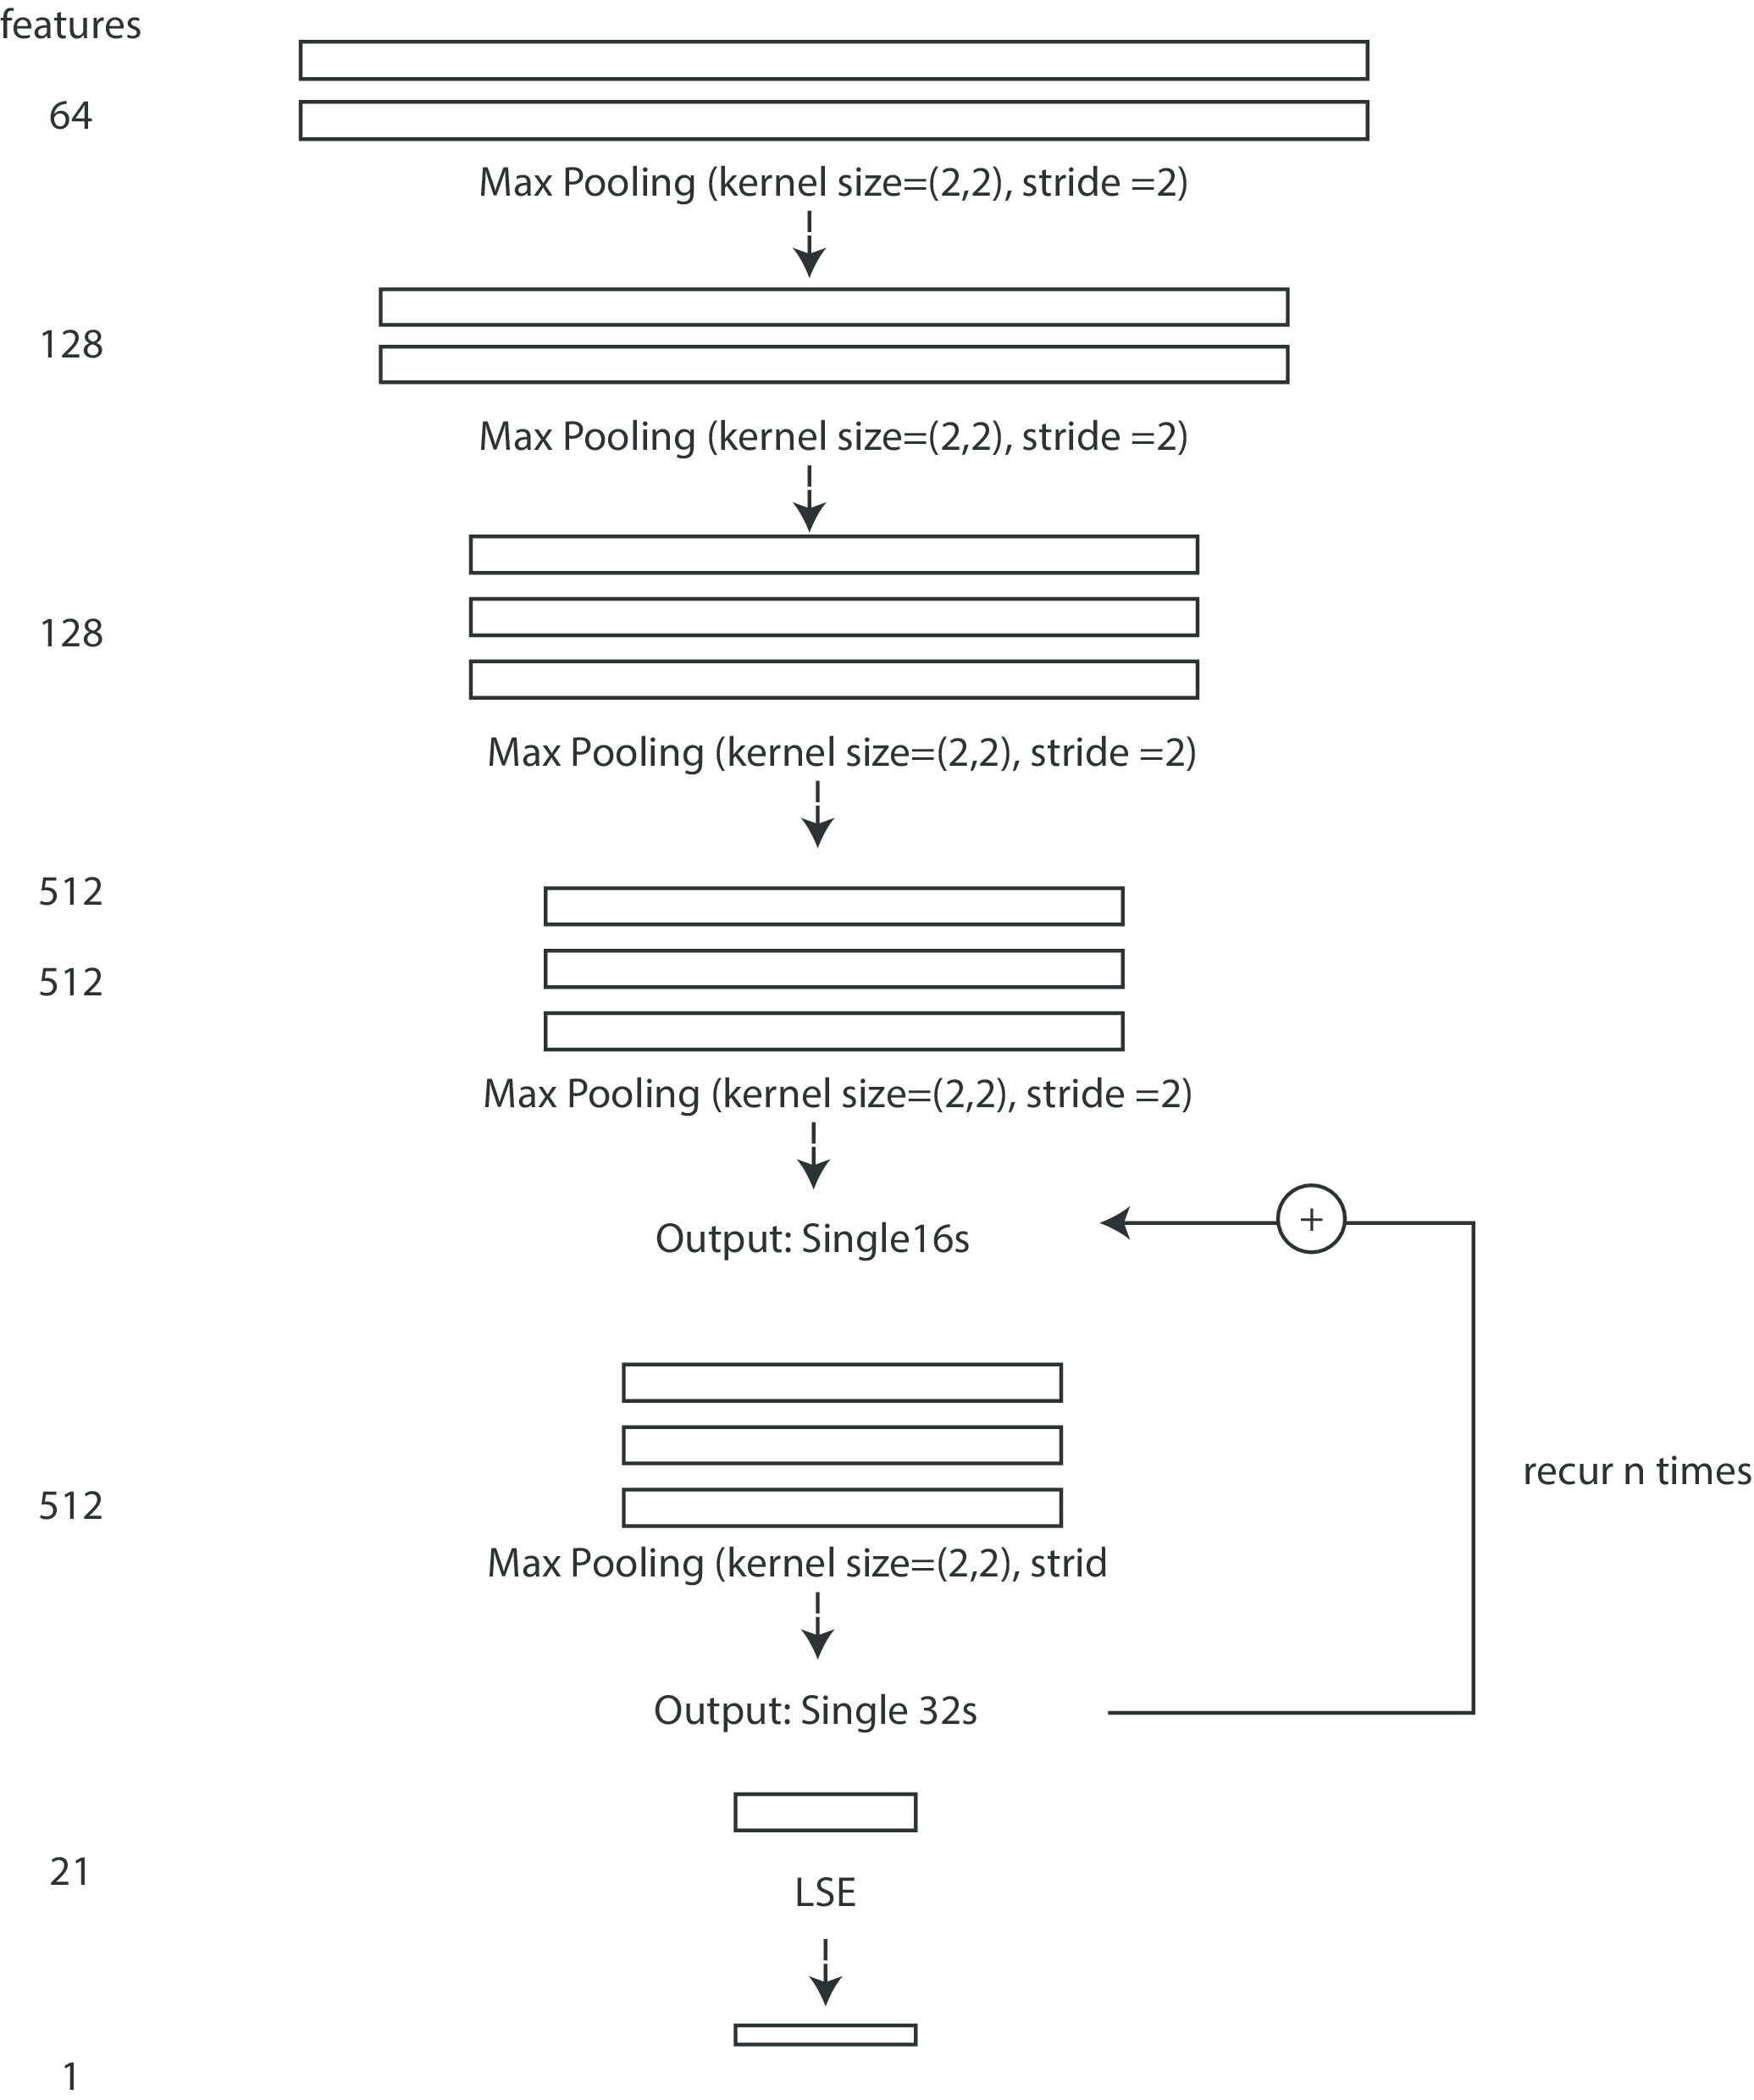 features
64
Max Pooling (kernel size=(2,2), stride =2)
128
Max Pooling (kernel size=(2,2), stride =2)
128
Max Pooling (kernel size=(2,2), stride =2)
512
512
Max Pooling (kernel size=(2,2), stride =2)
+
Output: Single16s
recur n times
512
Max Pooling (kernel size=(2,2), strid
Output: Single 32s
21
LSE
1